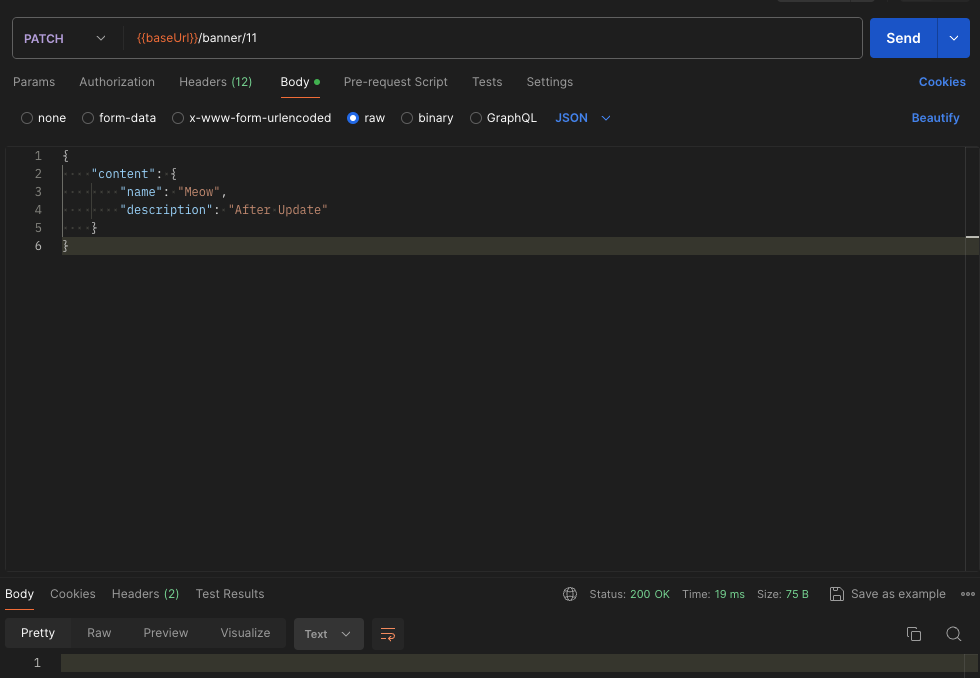 PATCH {{baseUrl}}/banner/11 Send
Params Authorization Headers (12) Body Pre-request Script Tests Settings Cookies
none form-data x-www-form-urlencoded raw binary GraphQL JSON Beautify
1 {
2 "content": {
3 "name": "Meow",
4 "description": "After Update"
5 }
6 }
Body Cookies Headers (2) Test Results Status: 200 OK Time: 19 ms Size: 75 B Save as example
Pretty Raw Preview Visualize Text
1